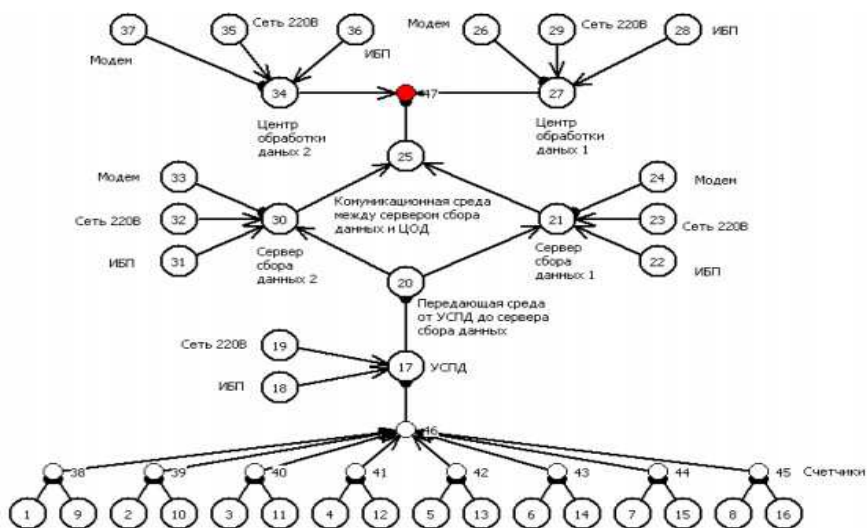 37 35 Сеть 220В 36 26 29 Сеть 220В 28 ИБП
Модем ИБП Модем
34 47 27
Центр
обработки
даных 2
Центр
обработки
даных 1
25
33 Модем
24 Модем
Комуникационная среда
между сервером сбора
данных и ЦОД
Сеть 220В 32 30 21 23 Сеть 220В
ИБП 31
Сервер
сбора
данных 2
Сервер
сбора
данных 1
22 ИБП
20
Передающая среда
от УСПД до сервера
сбора данных
Сеть 220В 19
17 УСПД
ИБП 18
46
38 39 40 41 42 43 44 45 Счетчики
1 9 2 10 3 11 4 12 5 13 6 14 7 15 8 16